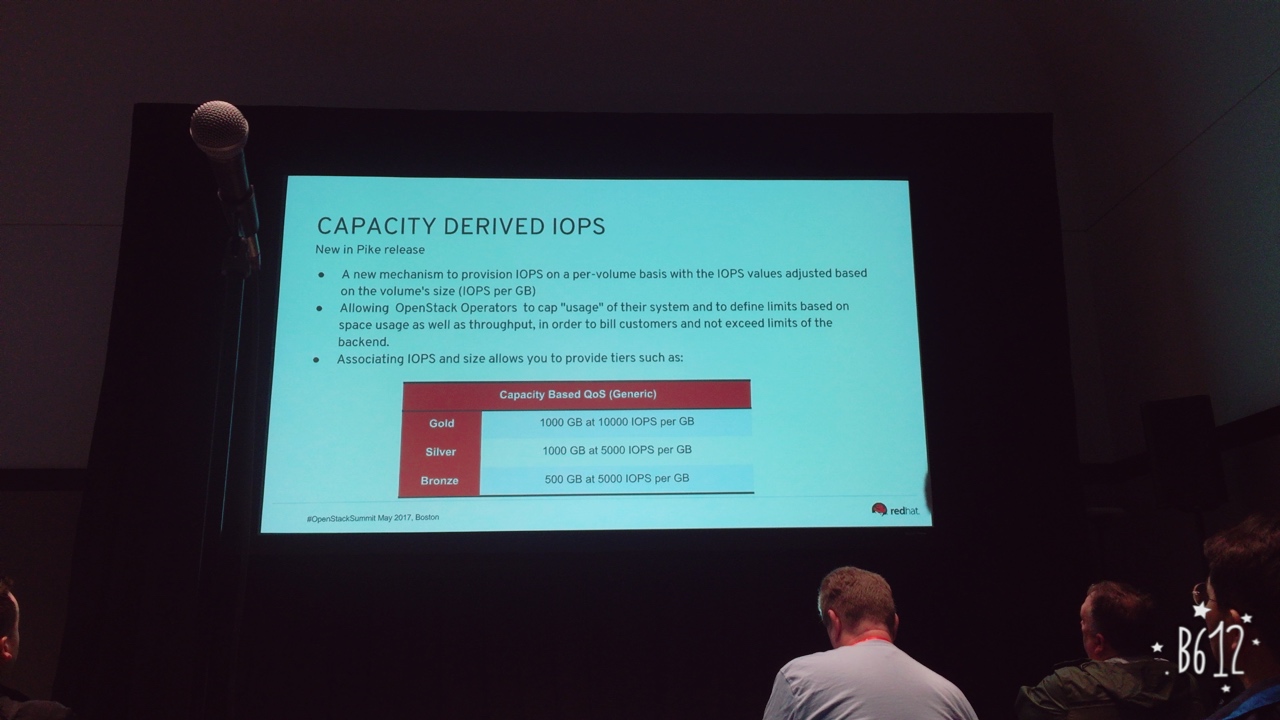 CAPACITY DERIVED IOPS
New in Pike release
● A new mechanism to provision IOPS on a per-volume basis with the IOPS values adjusted based
on the volume's size (IOPS per GB)
● Allowing OpenStack Operators to cap "usage" of their system and to define limits based on
space usage as well as throughput, in order to bill customers and not exceed limits of the
backend.
● Associating IOPS and size allows you to provide tiers such as:
Capacity Based QoS (Generic)
Gold 1000 GB at 10000 IOPS per GB
Silver 1000 GB at 5000 IOPS per GB
Bronze 500 GB at 5000 IOPS per GB
#OpenStackSummit May 2017, Boston
redhat.
B612